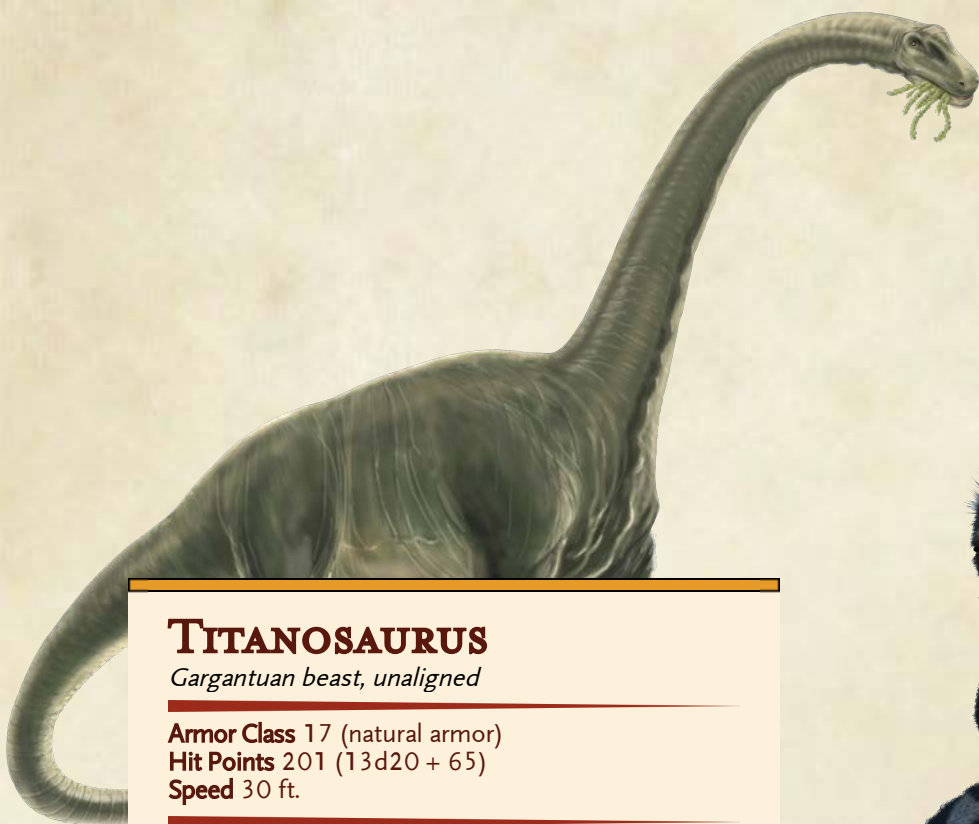 Titanosaurus
Gargantuan beast, unaligned
Armor Class 17 (natural armor)
Hit Points 201 (13d20 + 65)
Speed 30 ft.